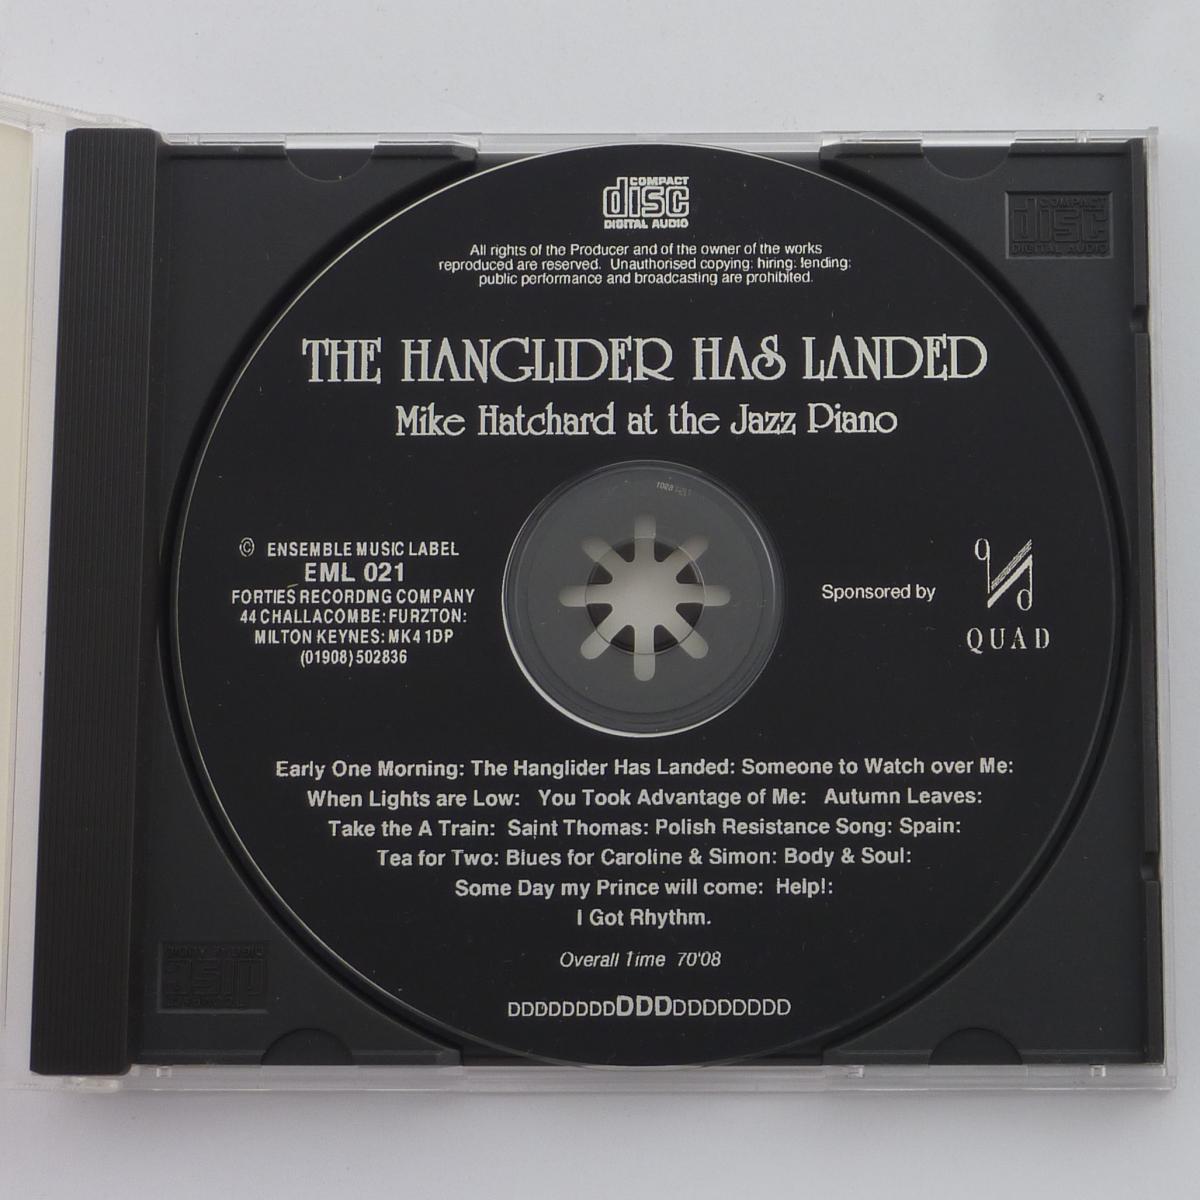 COMPACT
disc
DIGITAL AUDIO
All rights of the Producer and of the owner of the works
reproduced are reserved. Unauthorised copying: hiring: lending:
public performance and broadcasting are prohibited.
THE HANGLIDER HAS LANDED
Mike Hatchard at the Jazz Piano
© ENSEMBLE MUSIC LABEL
EML 021
FORTIES RECORDING COMPANY
44 CHALLACOMBE: FURZTON:
MILTON KEYNES: MK4 1DP
(01908) 502836
Sponsored by
QUAD
Early One Morning: The Hanglider Has Landed: Someone to Watch over Me:
When Lights are Low: You Took Advantage of Me: Autumn Leaves:
Take the A Train: Saint Thomas: Polish Resistance Song: Spain:
Tea for Two: Blues for Caroline & Simon: Body & Soul:
Some Day my Prince will come: Help!:
I Got Rhythm.
Overall Time 70'08
DDDDDDDDDDDDDDDDDDDD
COMPACT
disc
DIGITAL AUDIO
COMPACT
disc
DIGITAL AUDIO